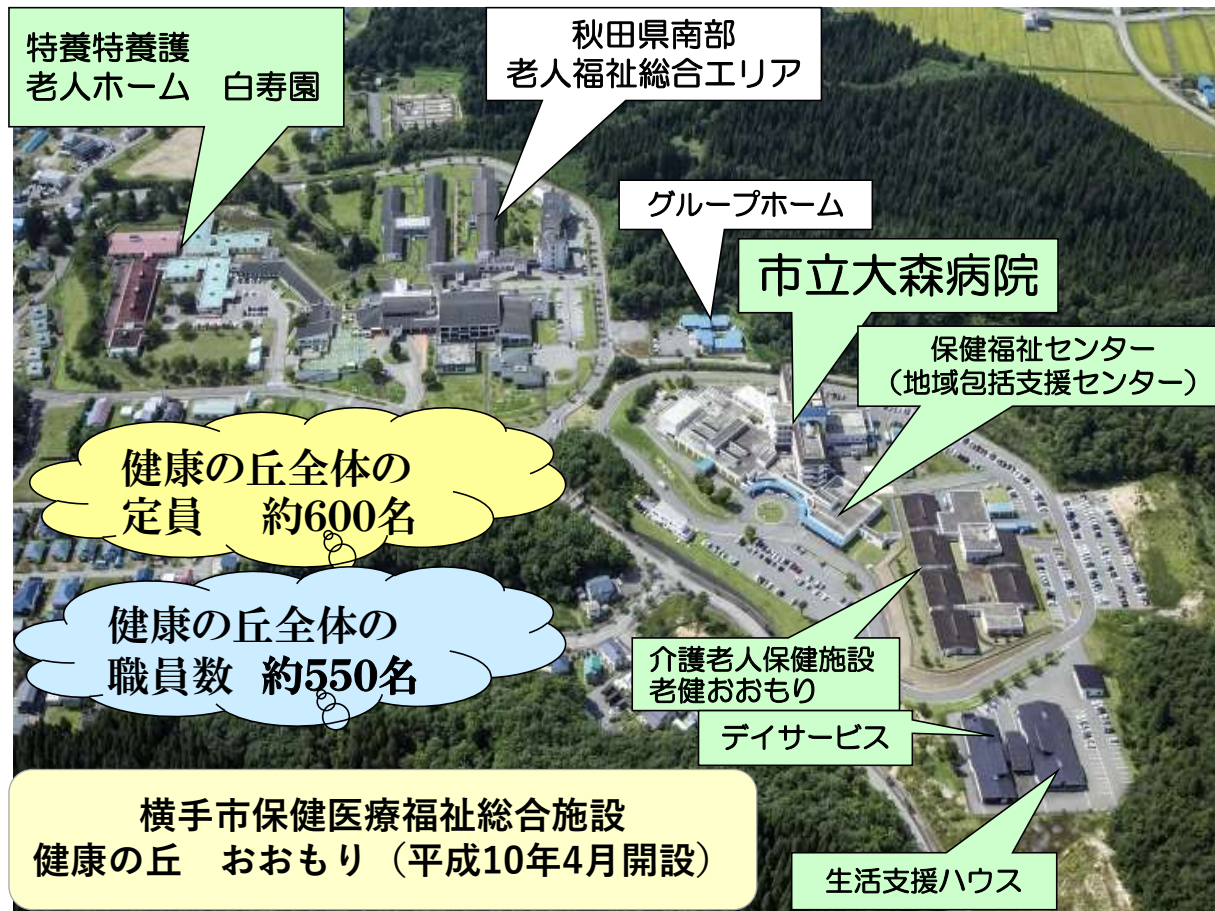 特養特養護
老人ホーム　白寿園
秋田県南部
老人福祉総合エリア
グループホーム
市立大森病院
保健福祉センター
（地域包括支援センター）
健康の丘全体の
定員　約600名
健康の丘全体の
職員数　約550名
介護老人保健施設
老健おおもり
デイサービス
横手市保健医療福祉総合施設
健康の丘　おおもり（平成10年4月開設）
生活支援ハウス